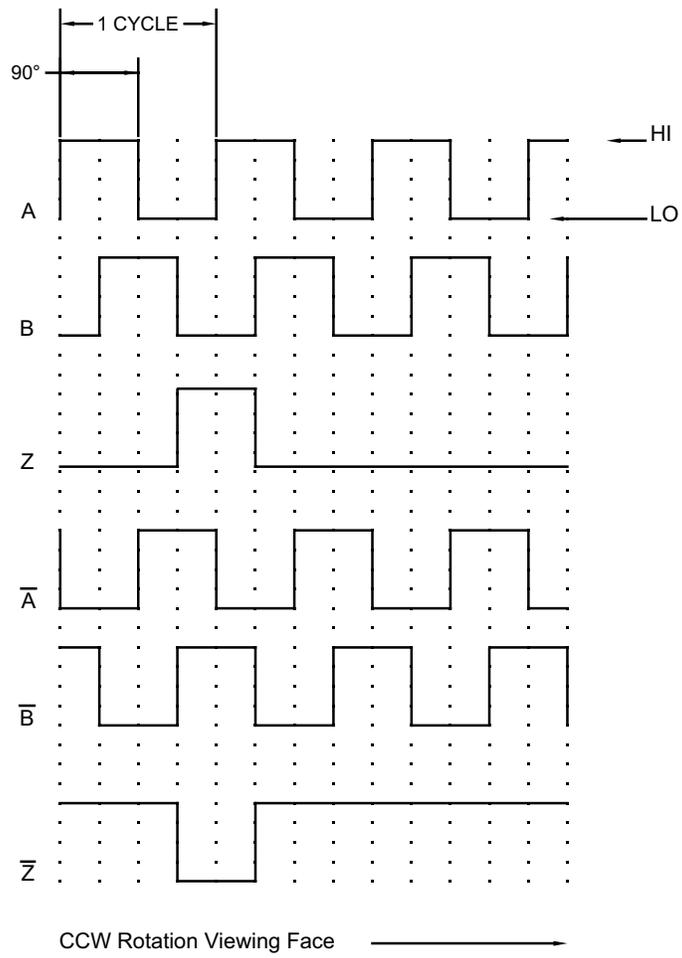 1 CYCLE
90°
HI
A
LO
B
Z
A̅
B̅
Z̅
CCW Rotation Viewing Face